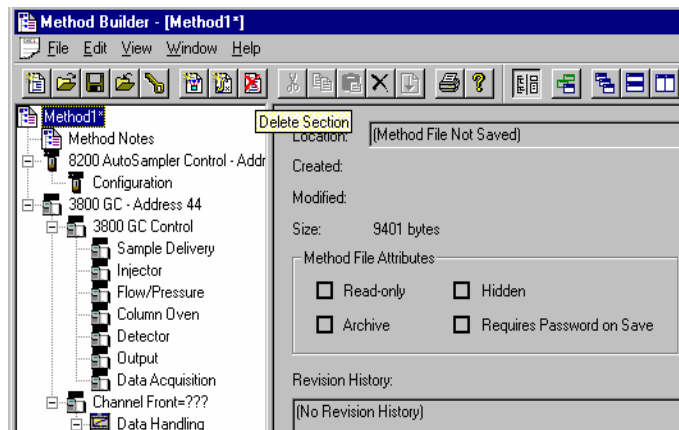 Method Builder - [Method1*]
File Edit View Window Help
Delete Section
Method1*
Method Notes
8200 AutoSampler Control - Addr
Configuration
3800 GC - Address 44
3800 GC Control
Sample Delivery
Injector
Flow/Pressure
Column Oven
Detector
Output
Data Acquisition
Channel Front=???
Data Handling
Location: (Method File Not Saved)
Created:
Modified:
Size: 9401 bytes
Method File Attributes
Read-only Hidden
Archive Requires Password on Save
Revision History:
(No Revision History)